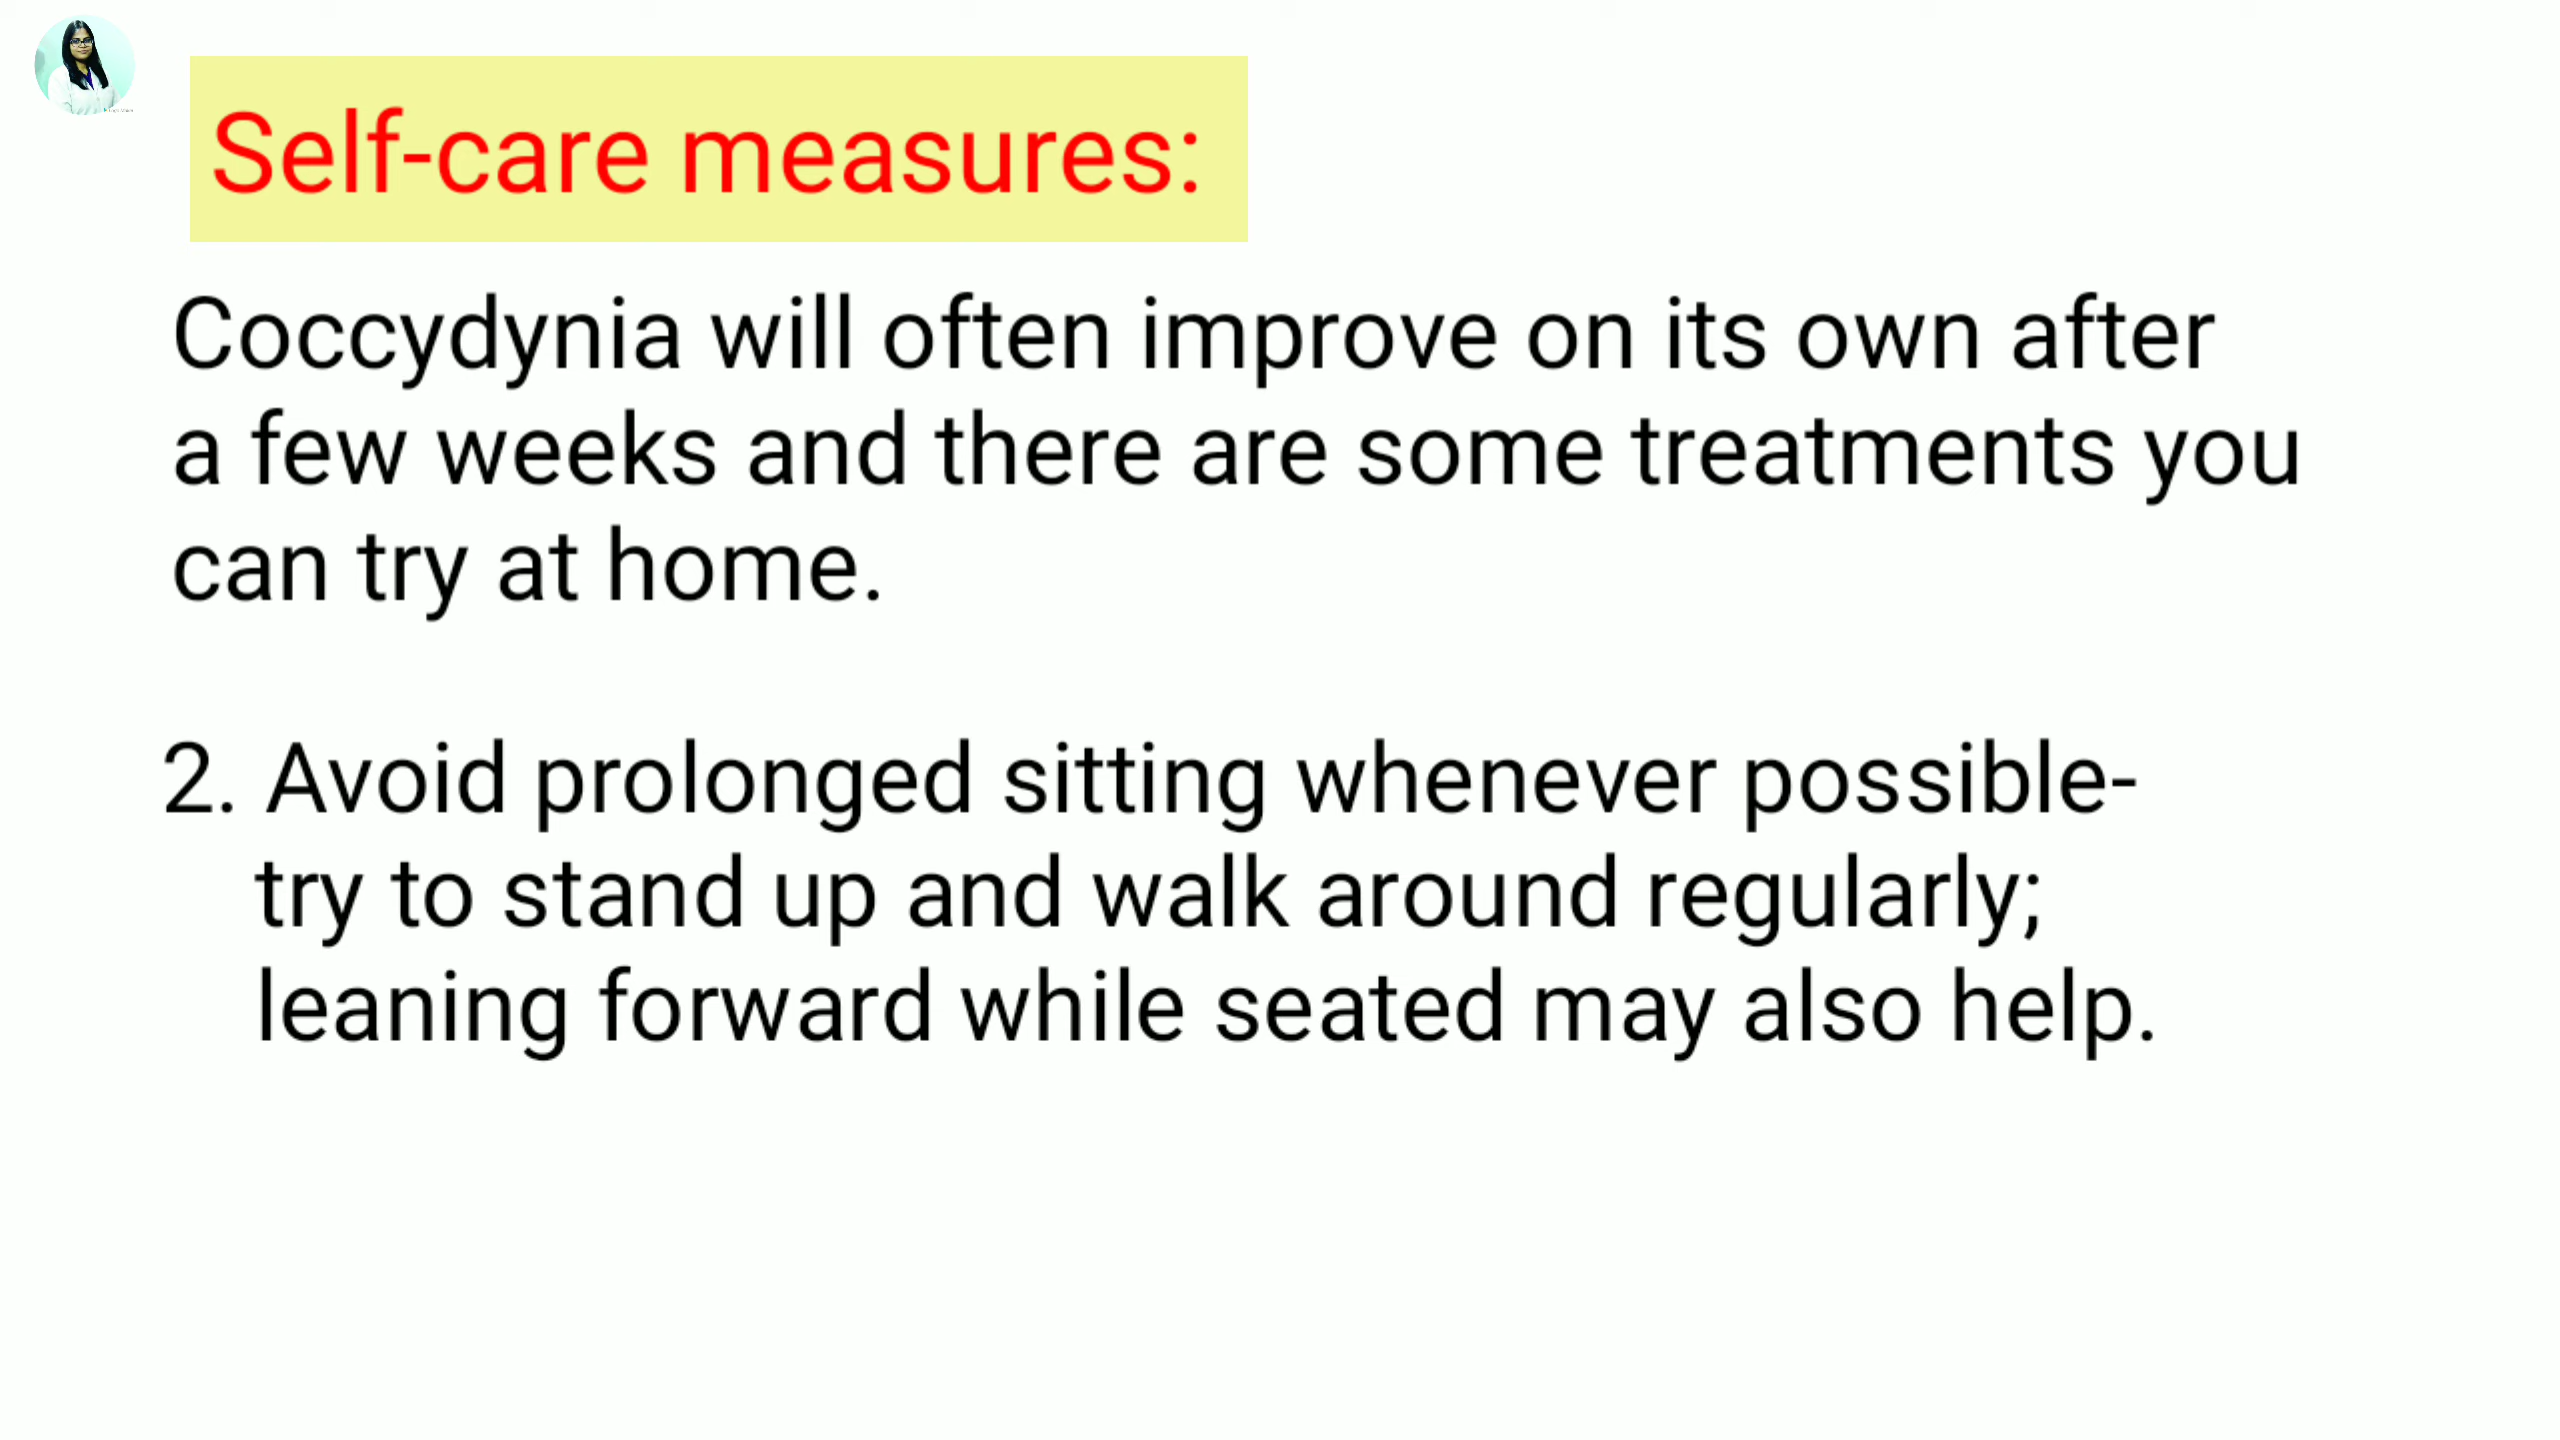 Self-care measures:
Coccydynia will often improve on its own after
a few weeks and there are some treatments you
can try at home.
2. Avoid prolonged sitting whenever possible-
try to stand up and walk around regularly;
leaning forward while seated may also help.